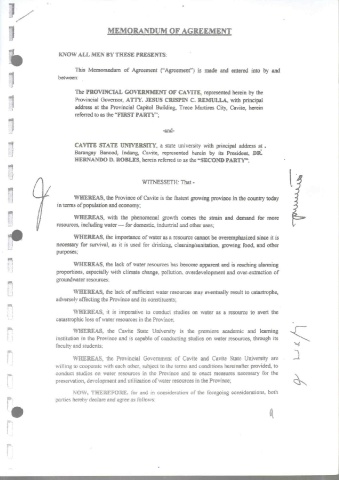 MEMORANDUM OF AGREEMENT
KNOW ALL MEN BY THESE PRESENTS:
This Memorandum of Agreement ("Agreement") is made and entered into by and
between:
The PROVINCIAL GOVERNMENT OF CAVITE, represented herein by the
Provincial Governor, ATTY. JESUS CRISPIN C. REMULLA, with principal
address at the Provincial Capitol Building, Trece Martires City, Cavite, herein
referred to as the "FIRST PARTY";
-and-
CAVITE STATE UNIVERSITY, a state university with principal address at
Barangay Bancod, Indang, Cavite, represented herein by its President, DR.
HERNANDO D. ROBLES, herein referred to as the "SECOND PARTY";
WITNESSETH: That -
WHEREAS, the Province of Cavite is the fastest growing province in the country today
in terms of population and economy;
WHEREAS, with the phenomenal growth comes the strain and demand for more
resources, including water — for domestic, industrial and other uses;
WHEREAS, the importance of water as a resource cannot be overemphasized since it is
necessary for survival, as it is used for drinking, cleaning/sanitation, growing food, and other
purposes;
WHEREAS, the lack of water resources has become apparent and is reaching alarming
proportions, especially with climate change, pollution, overdevelopment and over-extraction of
groundwater resources
WHEREAS, the lack of sufficient water resources may eventually result to catastrophe,
adversely affecting the Province and its constituents;
WHEREAS, it is imperative to conduct studies on water as a resource to avert the
catastrophic loss of water resources in the Province;
WHEREAS, the Cavite State University is the premiere academic and learning
institution in the Province and is capable of conducting studies on water resources, through its
faculty and students;
WHEREAS, the Provincial Government of Cavite and Cavite State University are
willing to cooperate with each other, subject to the terms and conditions hereinafter provided, to
conduct studies on water resources in the Province and to enact measures necessary for the
preservation, development and utilization of water resources in the Province;
NOW, THEREFORE, for and in consideration of the foregoing considerations, both
parties hereby declare and agree as follows: